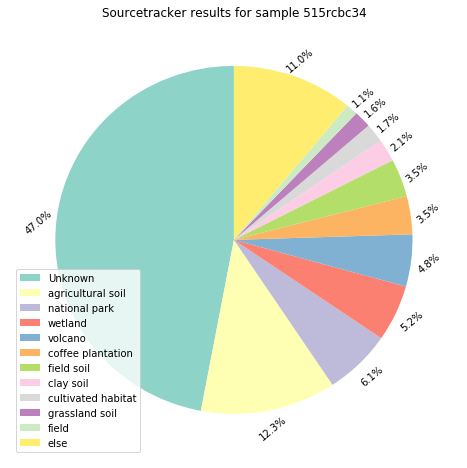 Sourcetracker results for sample 515rcbc34
11.0%
1.1%
1.6%
1.7%
2.1%
3.5%
3.5%
4.8%
5.2%
6.1%
12.3%
47.0%
Unknown
agricultural soil
national park
wetland
volcano
coffee plantation
field soil
clay soil
cultivated habitat
grassland soil
field
else